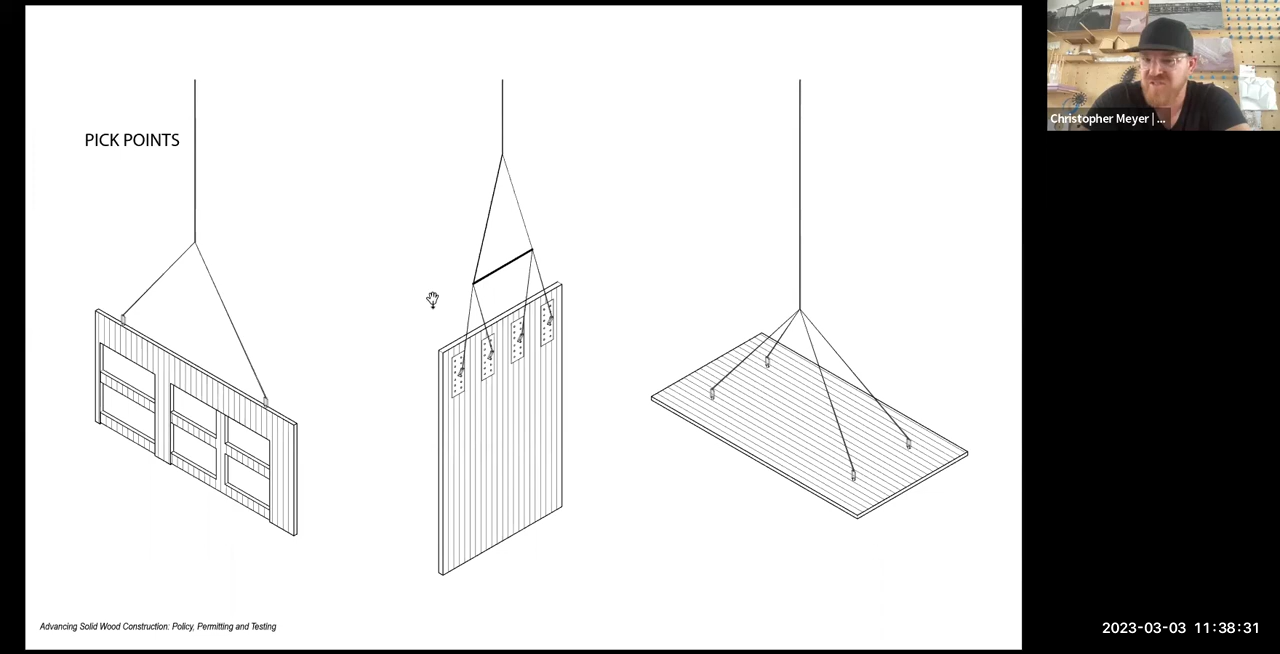 PICK POINTS
Advancing Solid Wood Construction: Policy, Permitting and Testing
Christopher Meyer | ...
2023-03-03 11:38:31